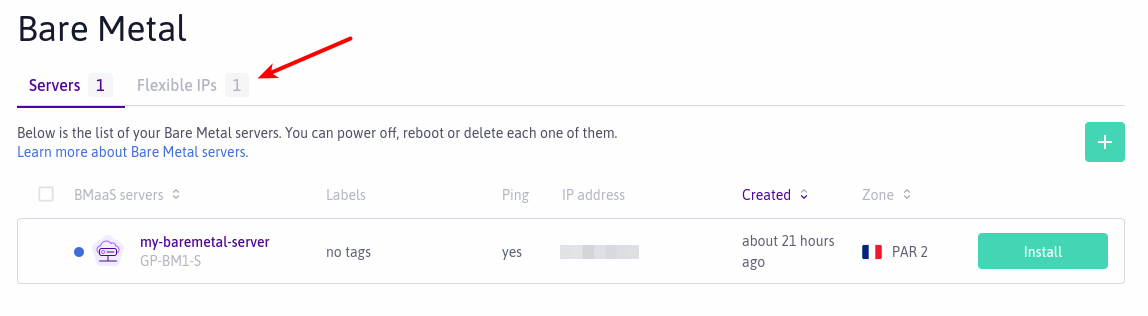 Bare Metal
Servers 1 Flexible IPs 1
Below is the list of your Bare Metal servers. You can power off, reboot or delete each one of them.
Learn more about Bare Metal servers.
+
BMaaS servers Labels Ping IP address Created Zone
my-baremetal-server
GP-BM1-S
no tags
yes
about 21 hours
ago
PAR 2
Install